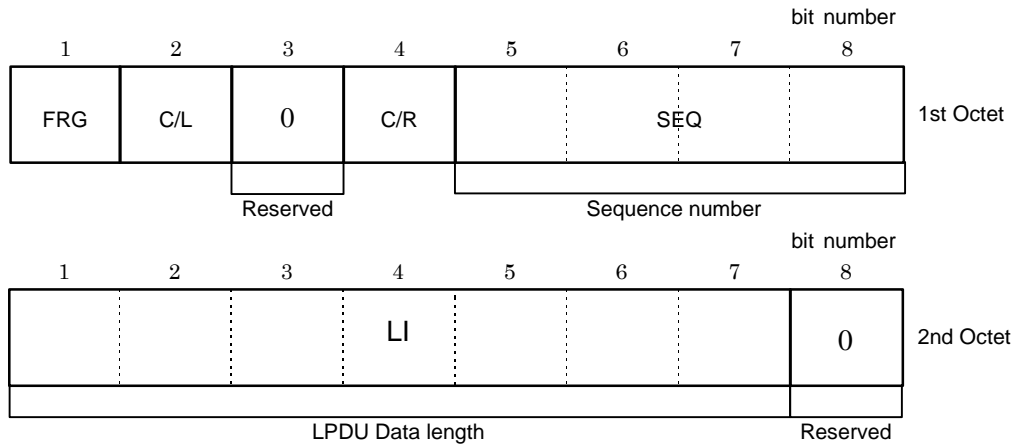 bit number
1 2 3 4 5 6 7 8
FRG C/L 0 C/R SEQ 1st Octet
Reserved Sequence number
bit number
1 2 3 4 5 6 7 8
LI 0 2nd Octet
LPDU Data length Reserved